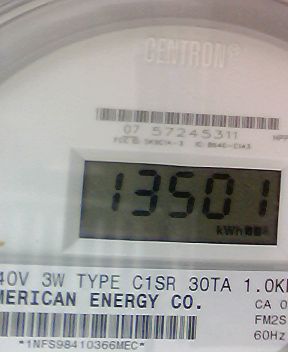 CENTRON®
07 57245311
13501
kWh
40V 3W TYPE C1SR 30TA 1.0K
MERICAN ENERGY CO. CA 0
FM2S
60Hz
*1NFS98410366MEC*